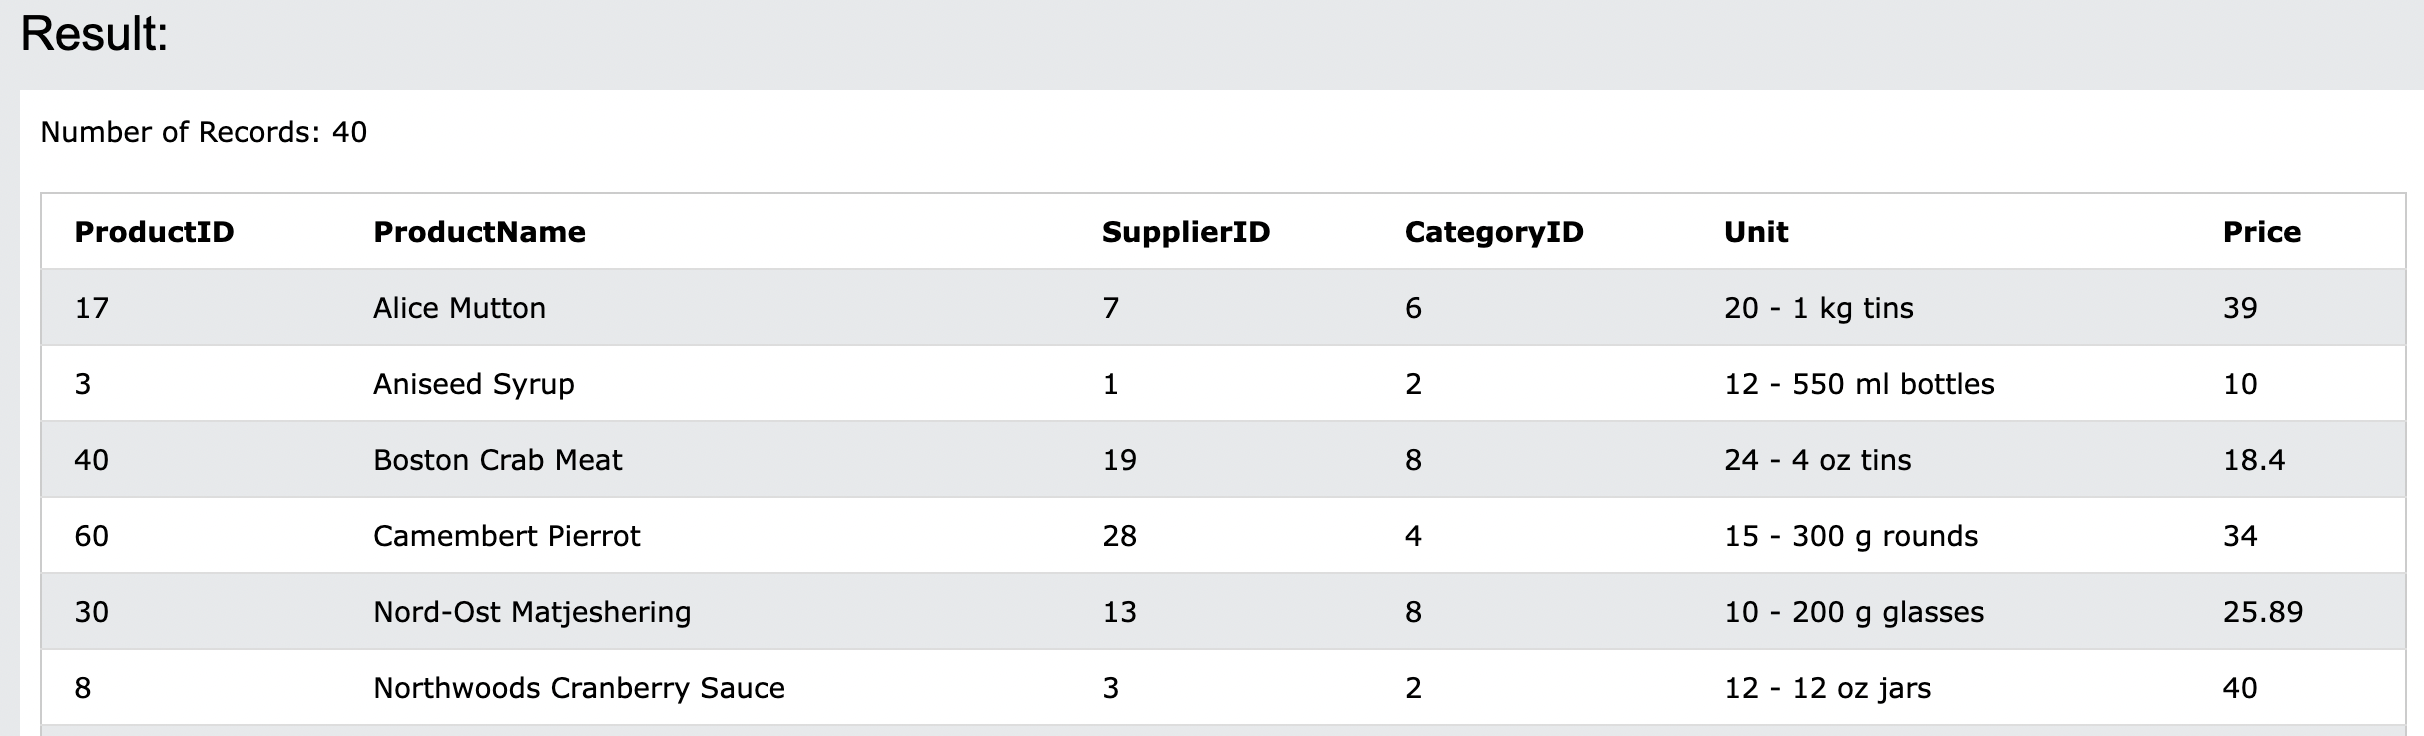 Result:
Number of Records: 40
ProductID ProductName SupplierID CategoryID Unit Price
17 Alice Mutton 7 6 20 - 1 kg tins 39
3 Aniseed Syrup 1 2 12 - 550 ml bottles 10
40 Boston Crab Meat 19 8 24 - 4 oz tins 18.4
60 Camembert Pierrot 28 4 15 - 300 g rounds 34
30 Nord-Ost Matjeshering 13 8 10 - 200 g glasses 25.89
8 Northwoods Cranberry Sauce 3 2 12 - 12 oz jars 40